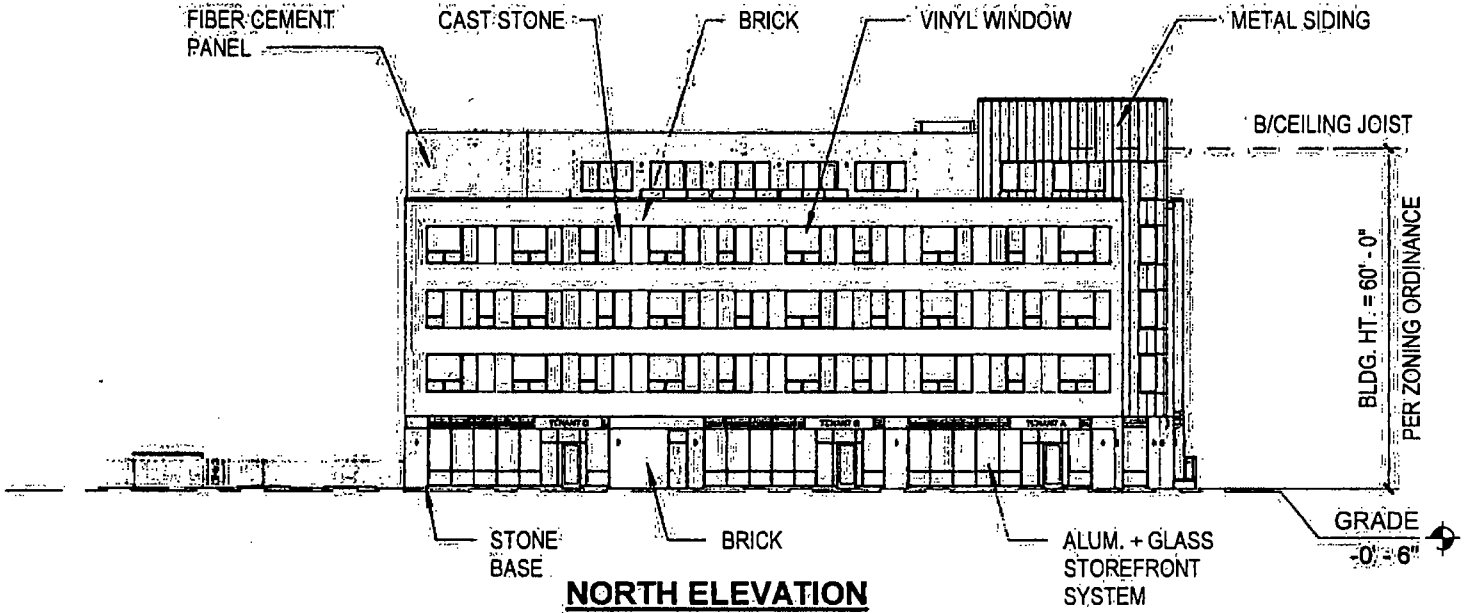 FIBER CEMENT
PANEL
CAST STONE
BRICK
VINYL WINDOW
METAL SIDING
B/CEILING JOIST
BLDG. HT. = 60' - 0"
PER ZONING ORDINANCE
TENANT B
TENANT A
STONE
BASE
BRICK
ALUM. + GLASS
STOREFRONT
SYSTEM
GRADE
-0' - 6"
NORTH ELEVATION